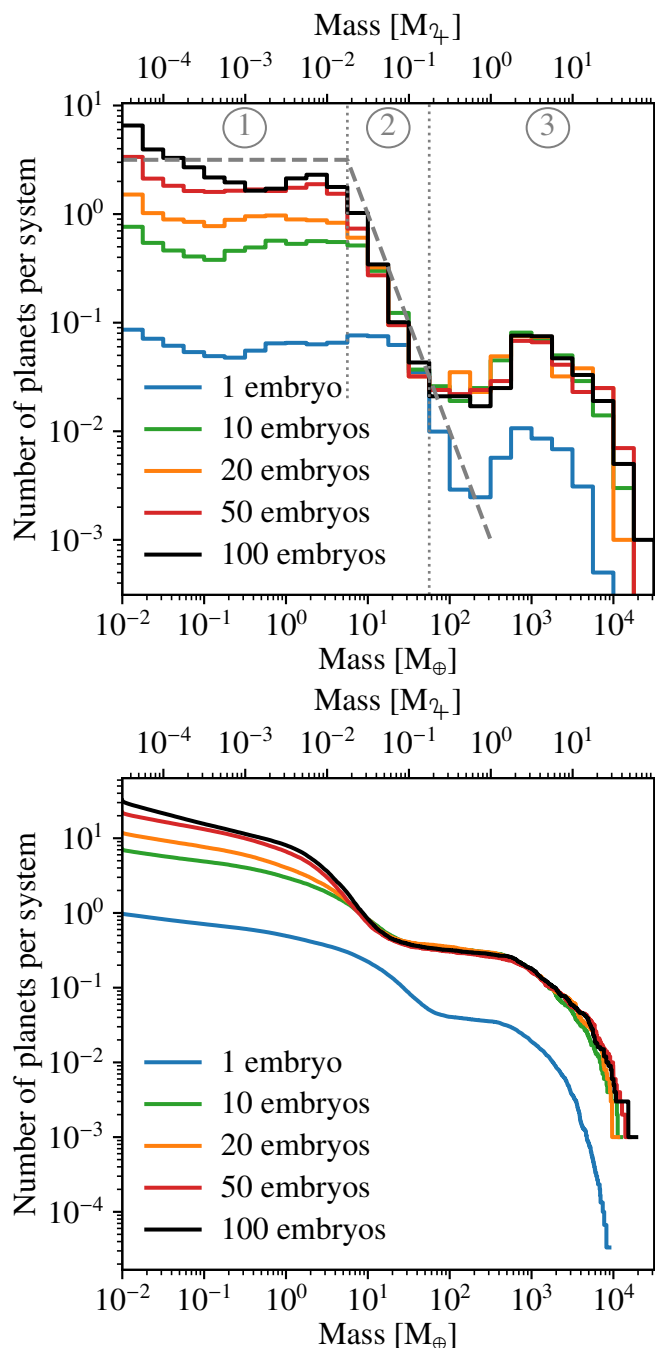 Mass [M♃]
10⁻⁴ 10⁻³ 10⁻² 10⁻¹ 10⁰ 10¹
1 2 3
Number of planets per system
10¹
10⁰
10⁻¹
10⁻²
10⁻³
1 embryo
10 embryos
20 embryos
50 embryos
100 embryos
10⁻² 10⁻¹ 10⁰ 10¹ 10² 10³ 10⁴
Mass [M⊕]
Mass [M♃]
10⁻⁴ 10⁻³ 10⁻² 10⁻¹ 10⁰ 10¹
Number of planets per system
10¹
10⁰
10⁻¹
10⁻²
10⁻³
10⁻⁴
1 embryo
10 embryos
20 embryos
50 embryos
100 embryos
10⁻² 10⁻¹ 10⁰ 10¹ 10² 10³ 10⁴
Mass [M⊕]